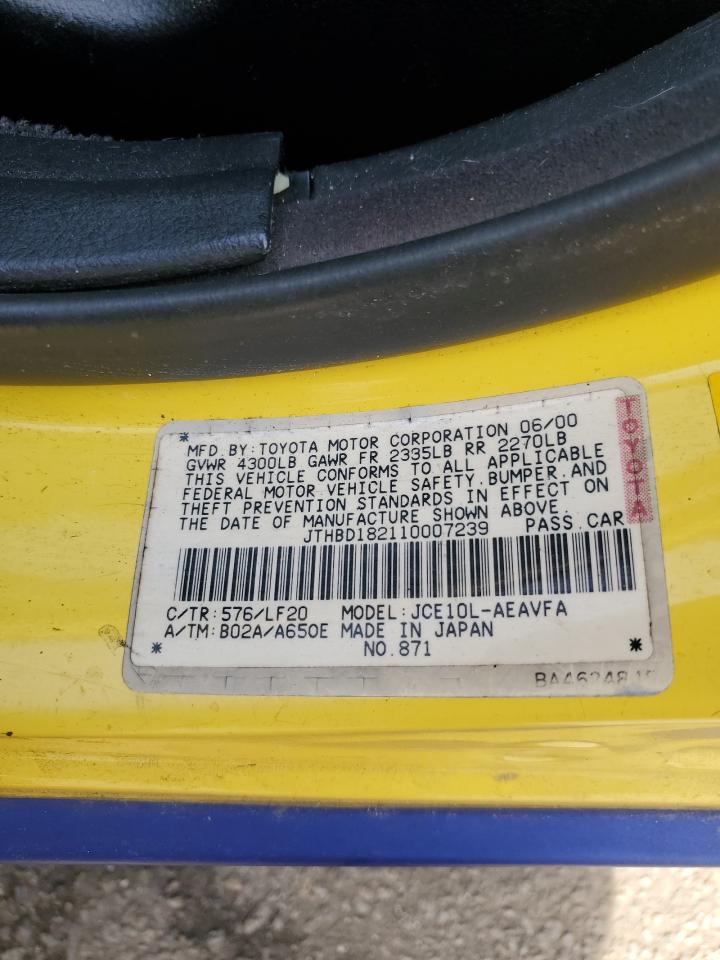 MFD. BY: TOYOTA MOTOR CORPORATION 06/00
GVWR 4300LB GAWR FR 2335LB RR 2270LB
THIS VEHICLE CONFORMS TO ALL APPLICABLE
FEDERAL MOTOR VEHICLE SAFETY, BUMPER, AND
THEFT PREVENTION STANDARDS IN EFFECT ON
THE DATE OF MANUFACTURE SHOWN ABOVE.
JTHBD182110007239 PASS. CAR
TOYOTA
C/TR: 576/LF20 MODEL: JCE10L-AEAVFA
A/TM: B02A/A650E MADE IN JAPAN
NO. 871